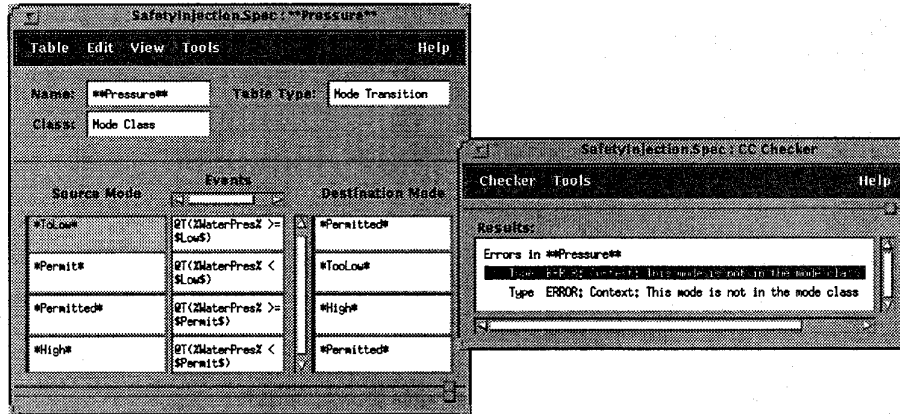 SafetyInjection.Spec : **Pressure**
Table Edit View Tools Help
Name: **Pressure** Table Type: Mode Transition
Class: Mode Class
Source Mode Events Destination Mode
*ToLow* @T(%WaterPres% >= *Permitted*
$Low$)
*Permit* @T(%WaterPres% < *TooLow*
$Low$)
*Permitted* @T(%WaterPres% >= *High*
$Permit$)
*High* @T(%WaterPres% < *Permitted*
$Permit$)
SafetyInjection.Spec : CC Checker
Checker Tools Help
Results:
Errors in **Pressure**
Type ERROR; Context; This mode is not in the mode class
Type ERROR; Context; This mode is not in the mode class